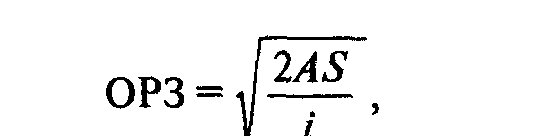 ОРЗ = √(2AS / i),